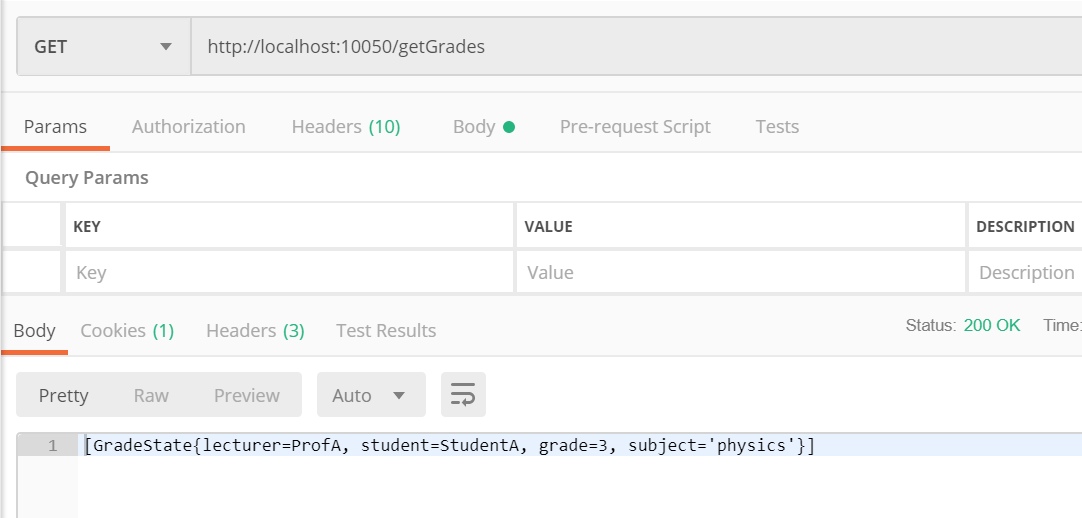 GET http://localhost:10050/getGrades
Params Authorization Headers (10) Body Pre-request Script Tests
Query Params
KEY VALUE DESCRIPTION
Key Value Description
Body Cookies (1) Headers (3) Test Results Status: 200 OK Time:
Pretty Raw Preview Auto
1 [GradeState{lecturer=ProfA, student=StudentA, grade=3, subject='physics'}]